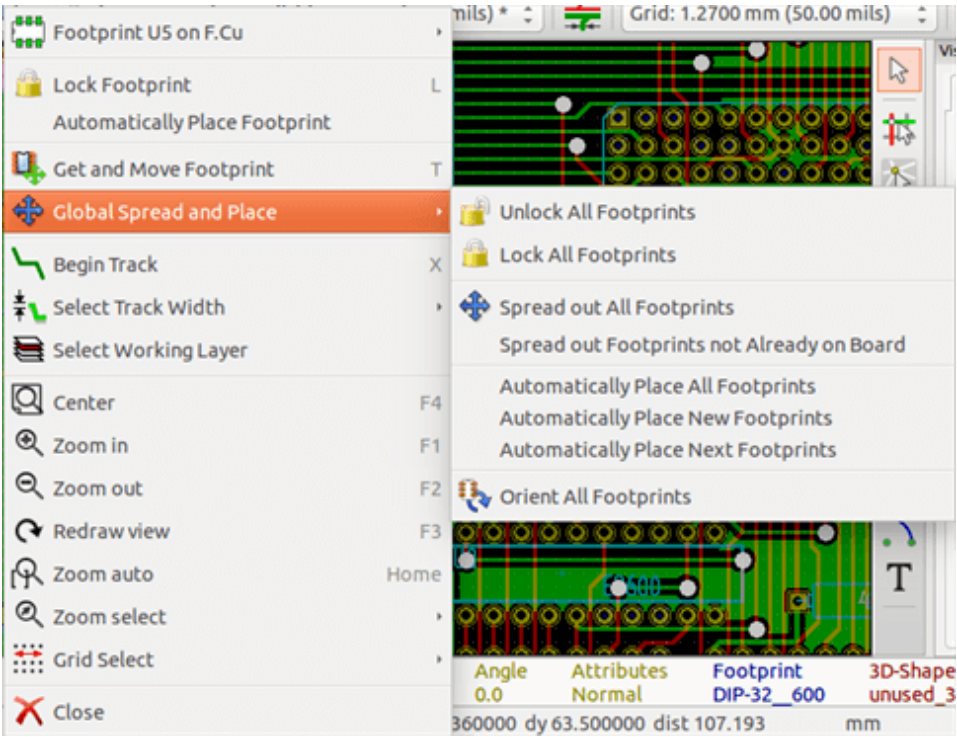 mils) * Grid: 1.2700 mm (50.00 mils)
Footprint U5 on F.Cu
Vis
Lock Footprint L
Automatically Place Footprint
Get and Move Footprint T
Global Spread and Place
Unlock All Footprints
Lock All Footprints
Begin Track X
Select Track Width
Spread out All Footprints
Select Working Layer
Spread out Footprints not Already on Board
Automatically Place All Footprints
Center F4
Automatically Place New Footprints
Zoom in F1
Automatically Place Next Footprints
Zoom out F2
Orient All Footprints
Redraw view F3
Zoom auto Home
T
Zoom select
Grid Select
Angle Attributes Footprint 3D-Shape
0.0 Normal DIP-32__600 unused_3
Close
360000 dy 63.500000 dist 107.193 mm